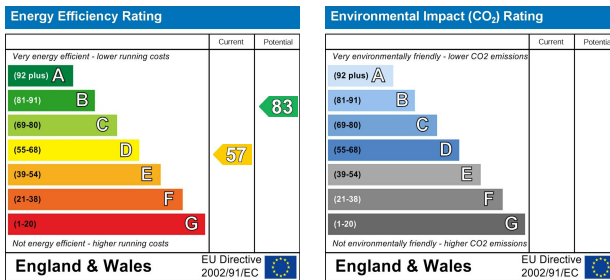 Energy Efficiency Rating
Current Potential
Very energy efficient - lower running costs
(92 plus) A
(81-91) B
(69-80) C
(55-68) D
(39-54) E
(21-38) F
(1-20) G
57
83
Not energy efficient - higher running costs
England & Wales
EU Directive
2002/91/EC
Environmental Impact (CO₂) Rating
Current Potential
Very environmentally friendly - lower CO2 emissions
(92 plus) A
(81-91) B
(69-80) C
(55-68) D
(39-54) E
(21-38) F
(1-20) G
Not environmentally friendly - higher CO2 emissions
England & Wales
EU Directive
2002/91/EC